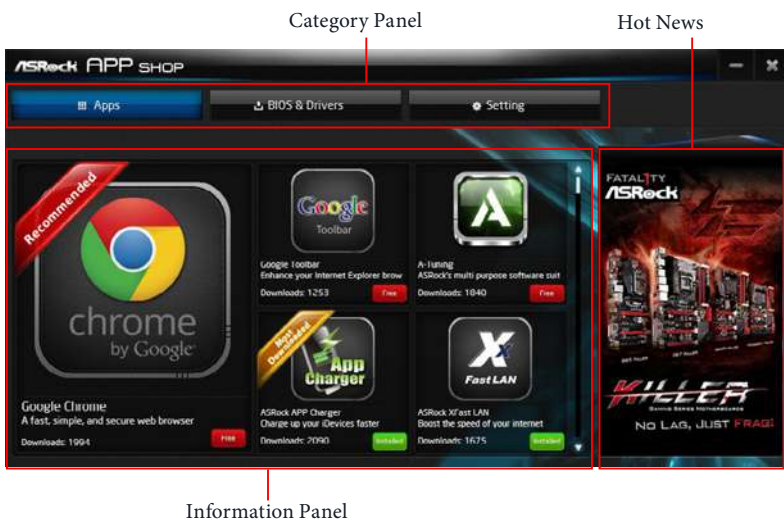 Category Panel
Hot News
ASRock APP SHOP
Apps
BIOS & Drivers
Setting
Recommended
chrome
by Google
Google Chrome
A fast, simple, and secure web browser
Downloads: 1994
Free
Google
Toolbar
Google Toolbar
Enhance your Internet Explorer brow
Downloads: 1253
Free
A-Tuning
ASRock's multi purpose software suit
Downloads: 1840
Free
Most
Downloaded
App
Charger
ASRock APP Charger
Charge up your iDevices faster
Downloads: 2090
Installed
Fast LAN
ASRock XFast LAN
Boost the speed of your internet
Downloads: 1675
Installed
FATAL1TY
ASRock
KILLER
GAMING SERIES MOTHERBOARDS
NO LAG, JUST FRAG!
Information Panel